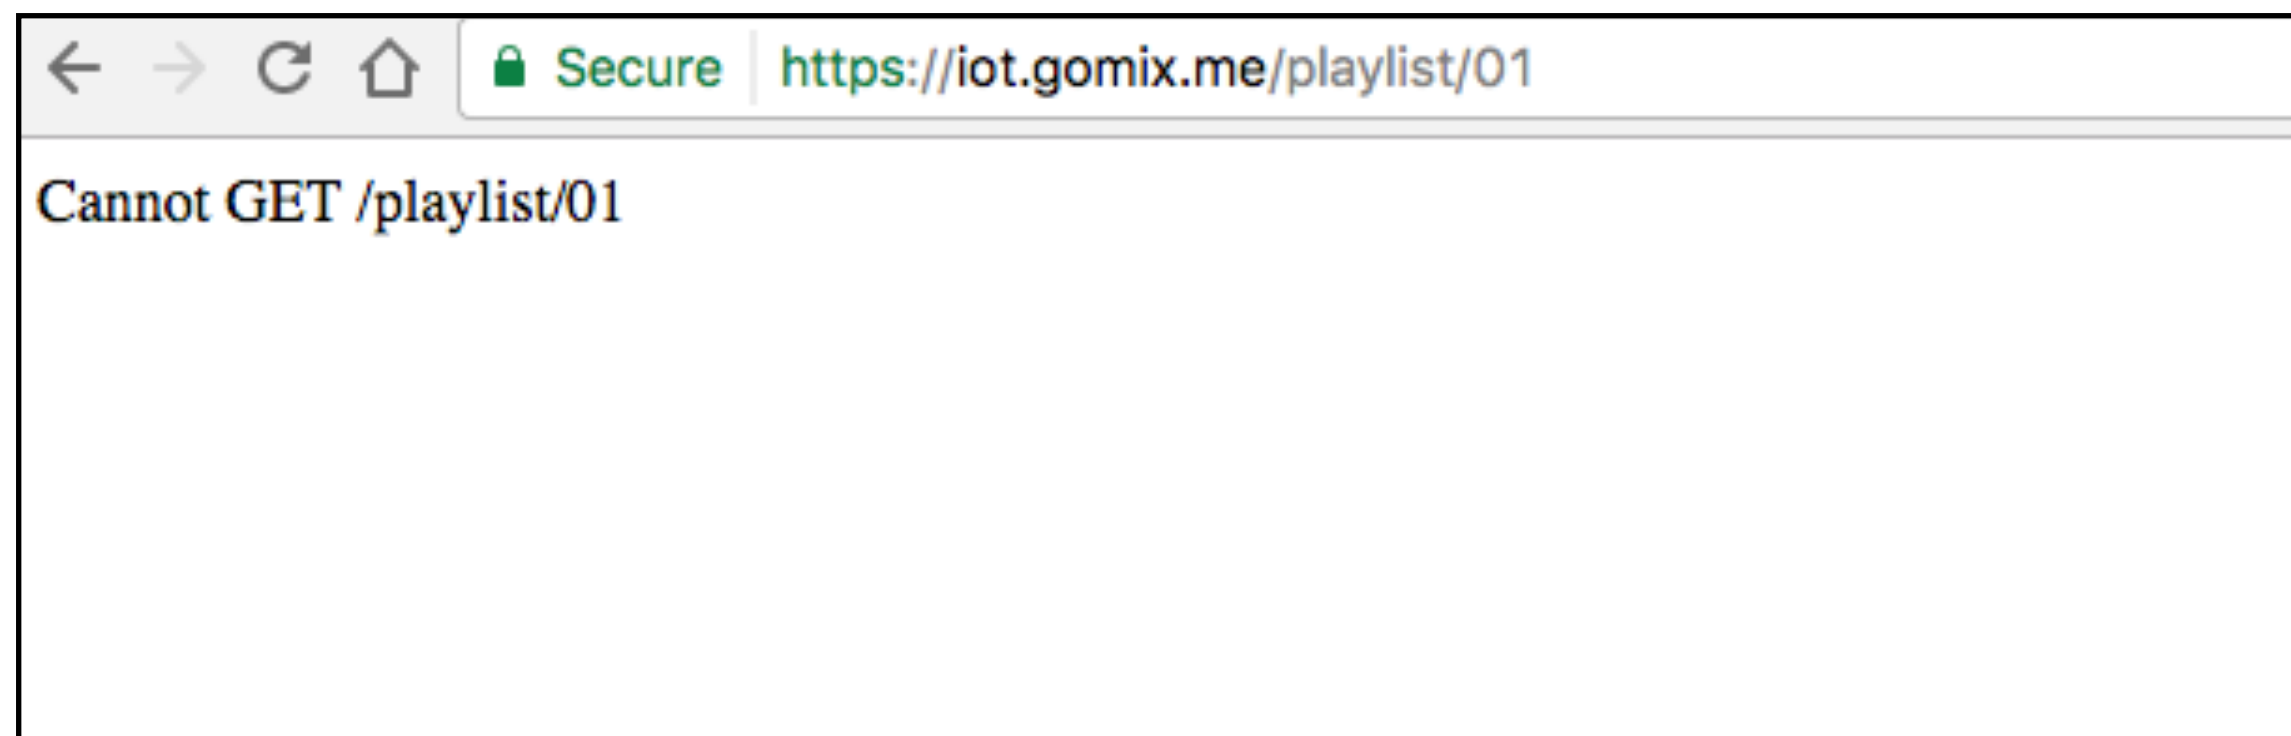 Secure https://iot.gomix.me/playlist/01
Cannot GET /playlist/01